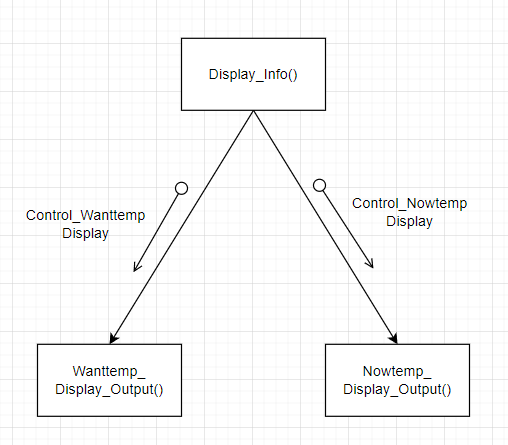 Display_Info()
Control_Wanttemp
Display
Control_Nowtemp
Display
Wanttemp_
Display_Output()
Nowtemp_
Display_Output()